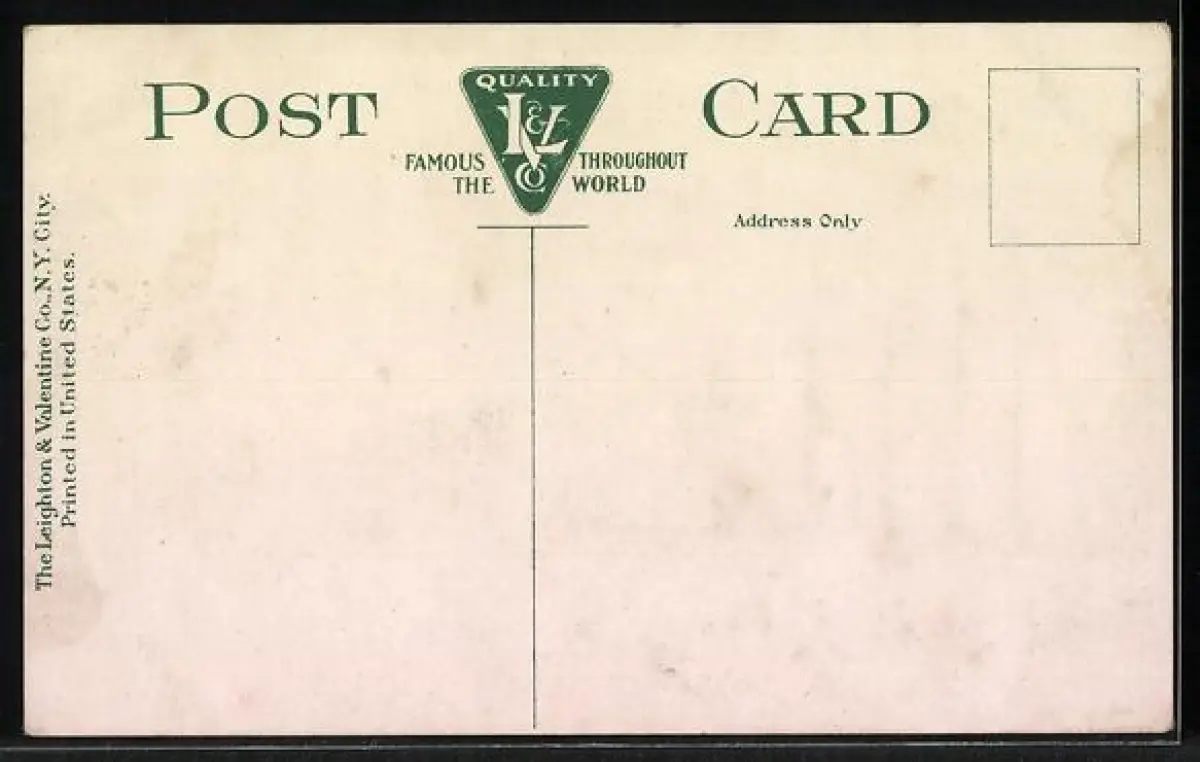 POST CARD
QUALITY
L&V
CO
FAMOUS THROUGHOUT
THE WORLD
Address Only
The Leighton & Valentine Co., N.Y. City.
Printed in United States.